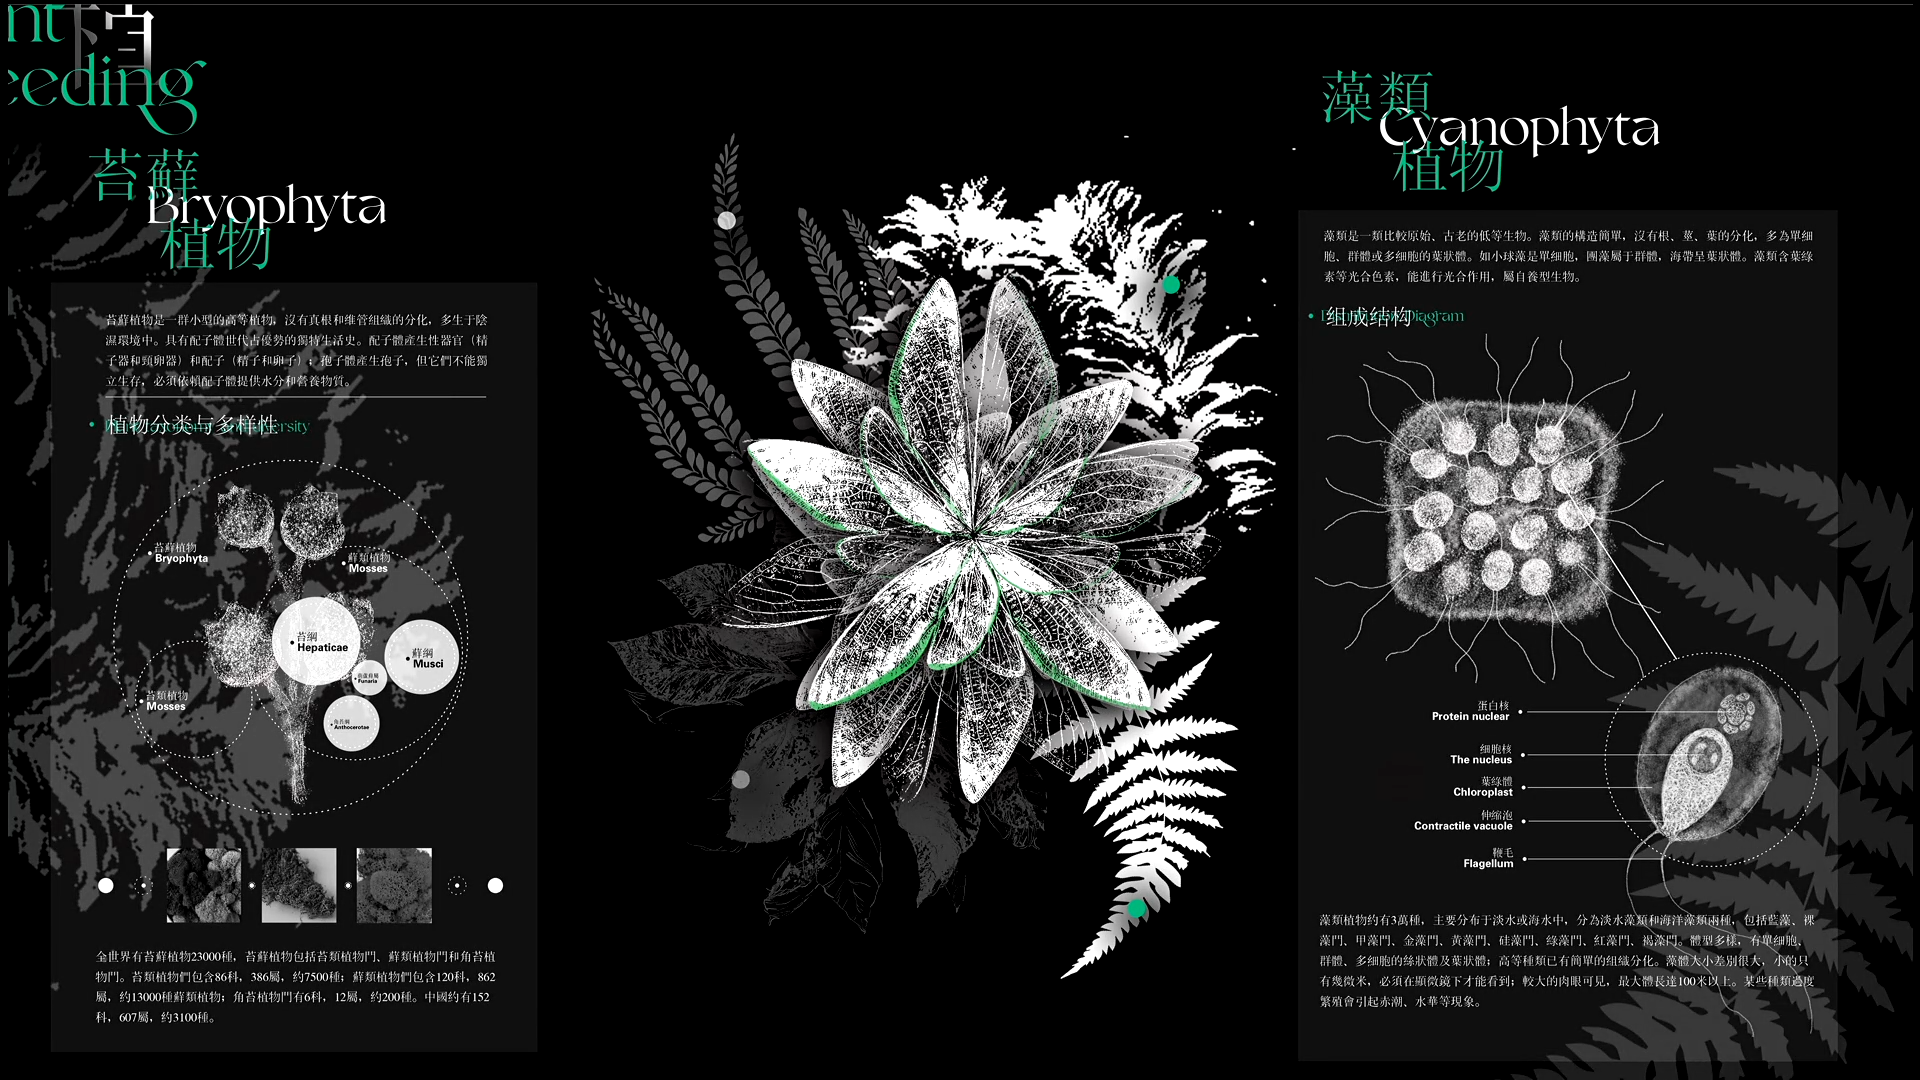 nt
植
eeding
苔蘚
Bryophyta
植物
苔蘚植物是一群小型的高等植物，沒有真根和维管組織的分化，多生于陰
濕環境中。具有配子體世代占優勢的獨特生活史。配子體產生性器官（精
子器和頸卵器）和配子（精子和卵子）；孢子體產生孢子，但它們不能獨
立生存，必須依賴配子體提供水分和營養物質。
植物分类与多样性
苔蘚植物
Bryophyta
蘚類植物
Mosses
苔綱
Hepaticae
蘚綱
Musci
Funaria
角苔綱
Anthocerotae
苔類植物
Mosses
全世界有苔蘚植物23000種，苔蘚植物包括苔類植物門、蘚類植物門和角苔植
物門。苔類植物們包含86科，386屬，約7500種；蘚類植物們包含120科，862
屬，約13000種蘚類植物；角苔植物門有6科，12屬，約200種。中國約有152
科，607屬，約3100種。
藻類
Cyanophyta
植物
藻類是一類比較原始、古老的低等生物。藻類的構造簡單，沒有根、莖、葉的分化，多為單細
胞、群體或多細胞的葉狀體。如小球藻是單細胞，團藻屬于群體，海帶呈葉狀體。藻類含葉綠
素等光合色素，能進行光合作用，屬自養型生物。
组成结构
Diagram
蛋白核
Protein nuclear
細胞核
The nucleus
葉綠體
Chloroplast
伸缩泡
Contractile vacuole
鞭毛
Flagellum
藻類植物约有3萬種，主要分布于淡水或海水中，分為淡水藻類和海洋藻類兩種，包括藍藻、裸
藻門、甲藻門、金藻門、黃藻門、硅藻門、綠藻門、紅藻門、褐藻門。體型多樣，有單细胞、
群體、多細胞的絲狀體及葉狀體；高等種類已有簡單的组織分化。藻體大小差別很大，小的只
有幾微米，必須在顯微鏡下才能看到；較大的肉眼可見，最大體長達100米以上。某些種類過度
繁殖會引起赤潮、水華等現象。